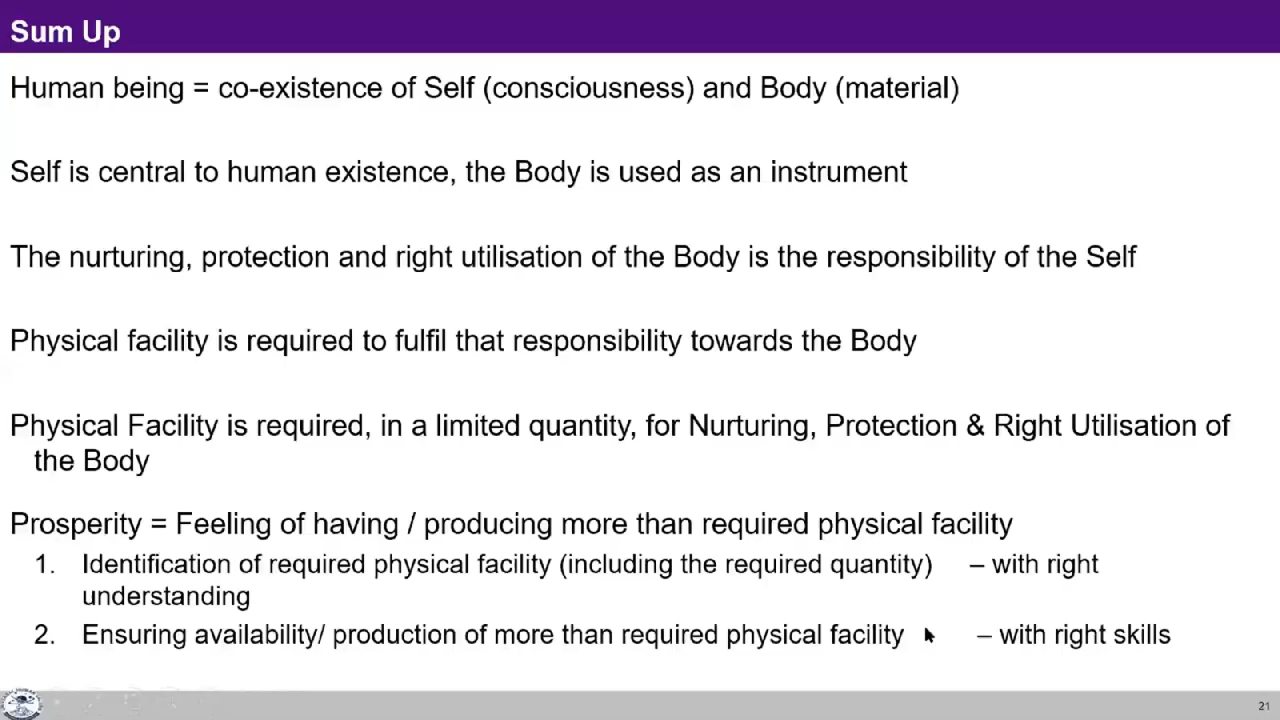 Sum Up
Human being = co-existence of Self (consciousness) and Body (material)
Self is central to human existence, the Body is used as an instrument
The nurturing, protection and right utilisation of the Body is the responsibility of the Self
Physical facility is required to fulfil that responsibility towards the Body
Physical Facility is required, in a limited quantity, for Nurturing, Protection & Right Utilisation of
the Body
Prosperity = Feeling of having / producing more than required physical facility
1. Identification of required physical facility (including the required quantity) – with right
understanding
2. Ensuring availability/ production of more than required physical facility – with right skills
21